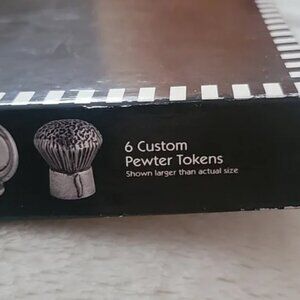 6 Custom
Pewter Tokens
Shown larger than actual size